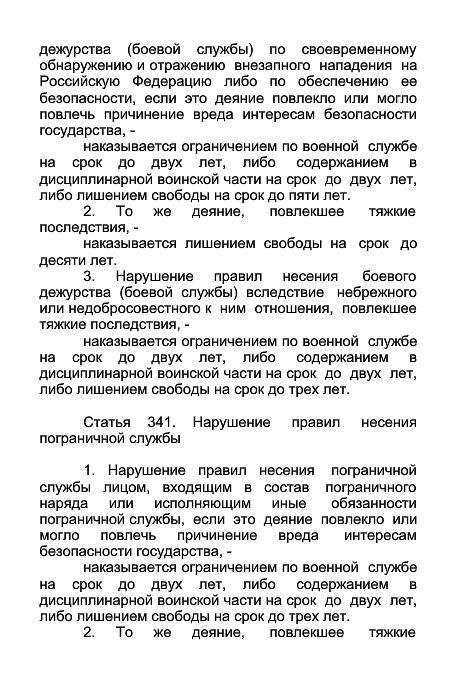 дежурства (боевой службы) по своевременному
обнаружению и отражению внезапного нападения на
Российскую Федерацию либо по обеспечению ее
безопасности, если это деяние повлекло или могло
повлечь причинение вреда интересам безопасности
государства, -
наказывается ограничением по военной службе
на срок до двух лет, либо содержанием в
дисциплинарной воинской части на срок до двух лет,
либо лишением свободы на срок до пяти лет.
2. То же деяние, повлекшее тяжкие
последствия, -
наказывается лишением свободы на срок до
десяти лет.
3. Нарушение правил несения боевого
дежурства (боевой службы) вследствие небрежного
или недобросовестного к ним отношения, повлекшее
тяжкие последствия, -
наказывается ограничением по военной службе
на срок до двух лет, либо содержанием в
дисциплинарной воинской части на срок до двух лет,
либо лишением свободы на срок до трех лет.
Статья 341. Нарушение правил несения
пограничной службы
1. Нарушение правил несения пограничной
службы лицом, входящим в состав пограничного
наряда или исполняющим иные обязанности
пограничной службы, если это деяние повлекло или
могло повлечь причинение вреда интересам
безопасности государства, -
наказывается ограничением по военной службе
на срок до двух лет, либо содержанием в
дисциплинарной воинской части на срок до двух лет,
либо лишением свободы на срок до трех лет.
2. То же деяние, повлекшее тяжкие